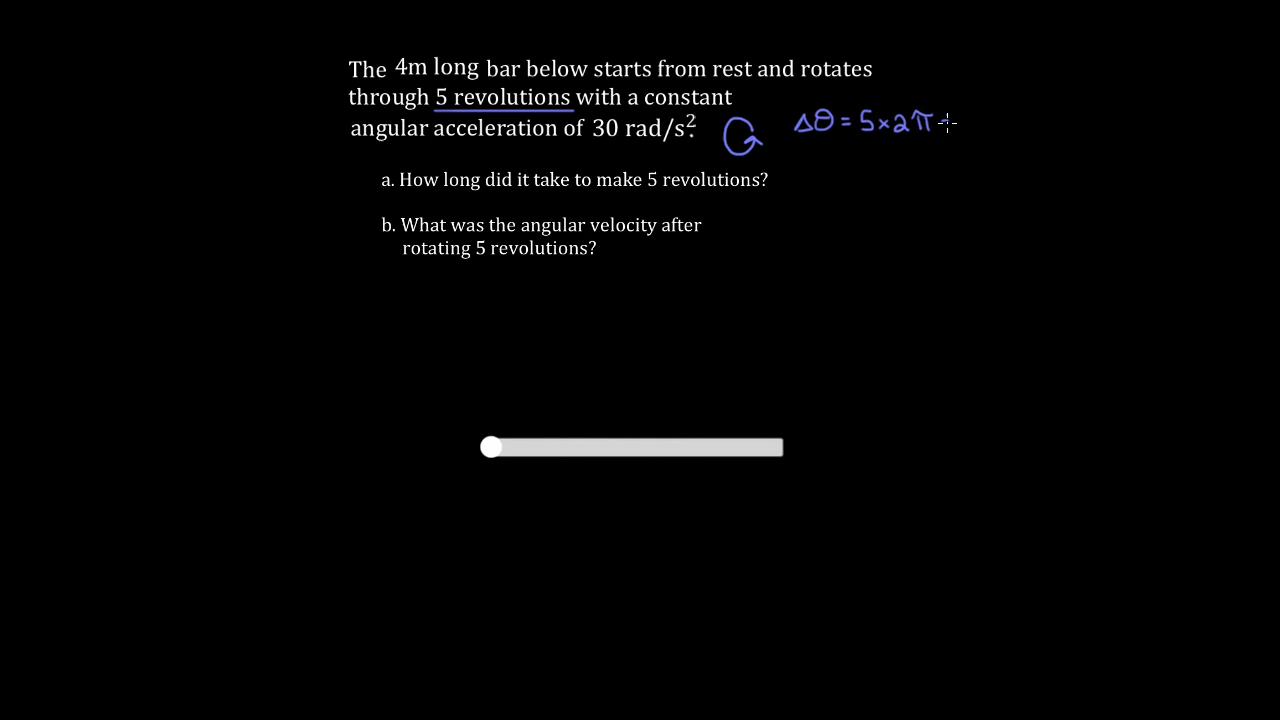 The 4m long bar below starts from rest and rotates
through 5 revolutions with a constant
angular acceleration of 30 rad/s².
Δθ = 5×2π -
a. How long did it take to make 5 revolutions?
b. What was the angular velocity after
rotating 5 revolutions?